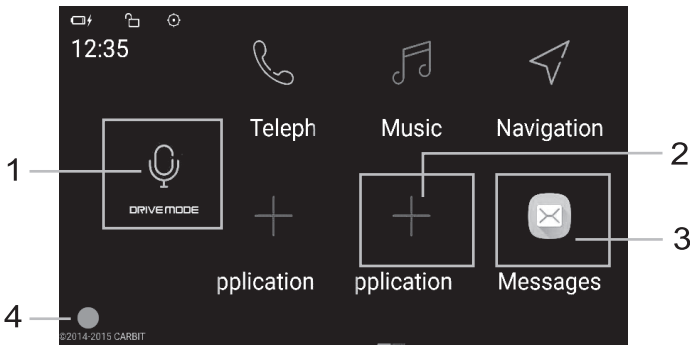 12:35
Teleph
Music
Navigation
1
DRIVEMODE
2
3
pplication
pplication
Messages
4
©2014-2015 CARBIT